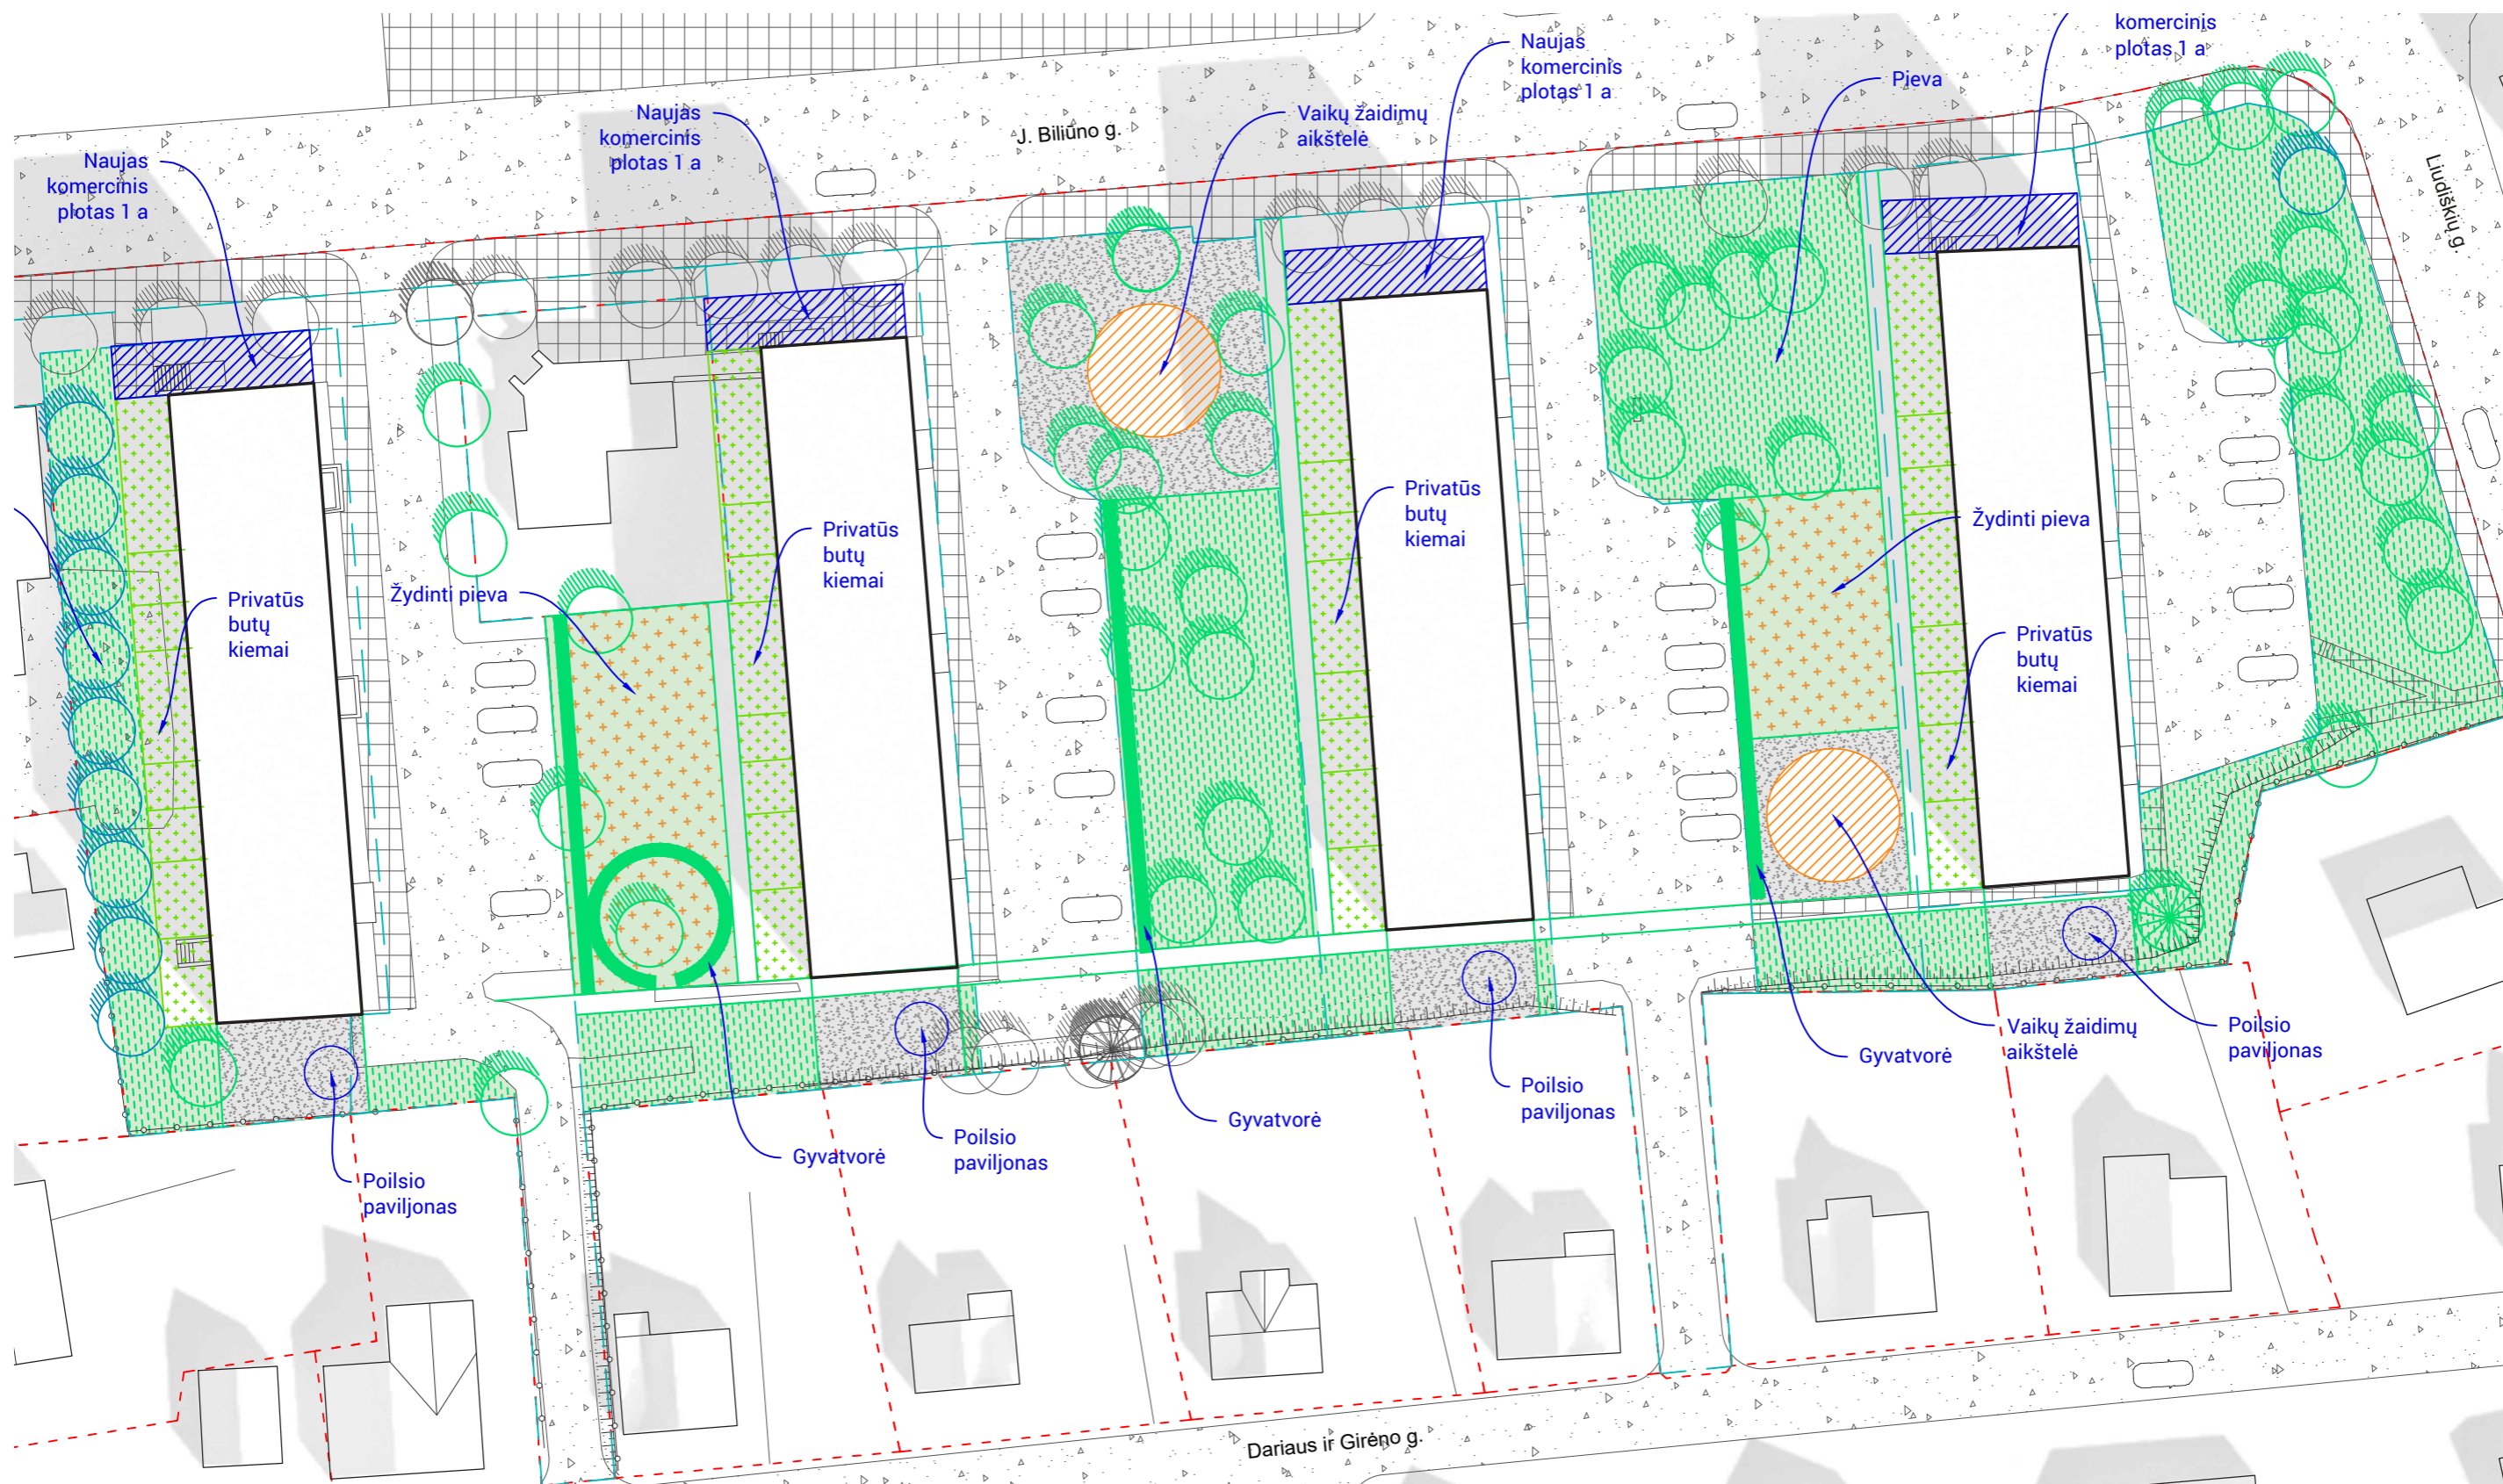 komercinis
plotas 1 a
Naujas
komercinis
plotas 1 a
Pieva
Vaikų žaidimų
aikštelė
Naujas
komercinis
plotas 1 a
J. Biliūno g.
Naujas
komercinis
plotas 1 a
Liudiškių g.
Privatūs
butų
kiemai
Žydinti pieva
Privatūs
butų
kiemai
Žydinti pieva
Privatūs
butų
kiemai
Privatūs
butų
kiemai
Gyvatvorė
Vaikų žaidimų
aikštelė
Poilsio
paviljonas
Poilsio
paviljonas
Gyvatvorė
Poilsio
paviljonas
Gyvatvorė
Poilsio
paviljonas
Dariaus ir Girėno g.